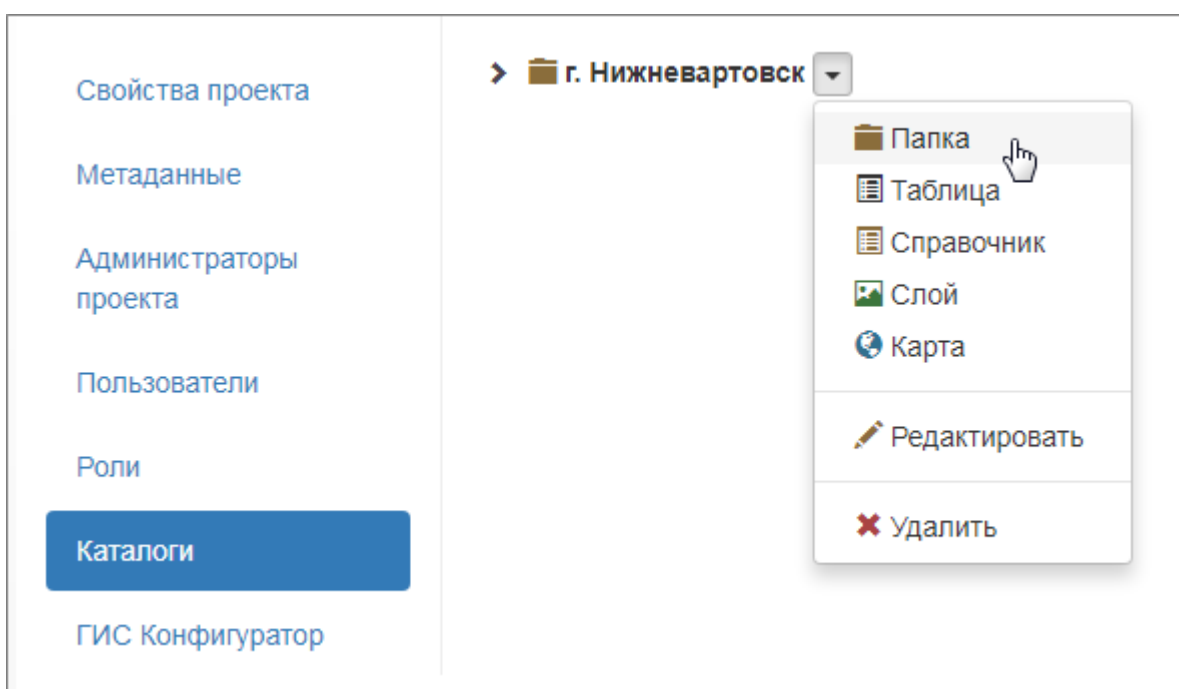 Свойства проекта
Метаданные
Администраторы
проекта
Пользователи
Роли
Каталоги
ГИС Конфигуратор
г. Нижневартовск
Папка
Таблица
Справочник
Слой
Карта
Редактировать
Удалить